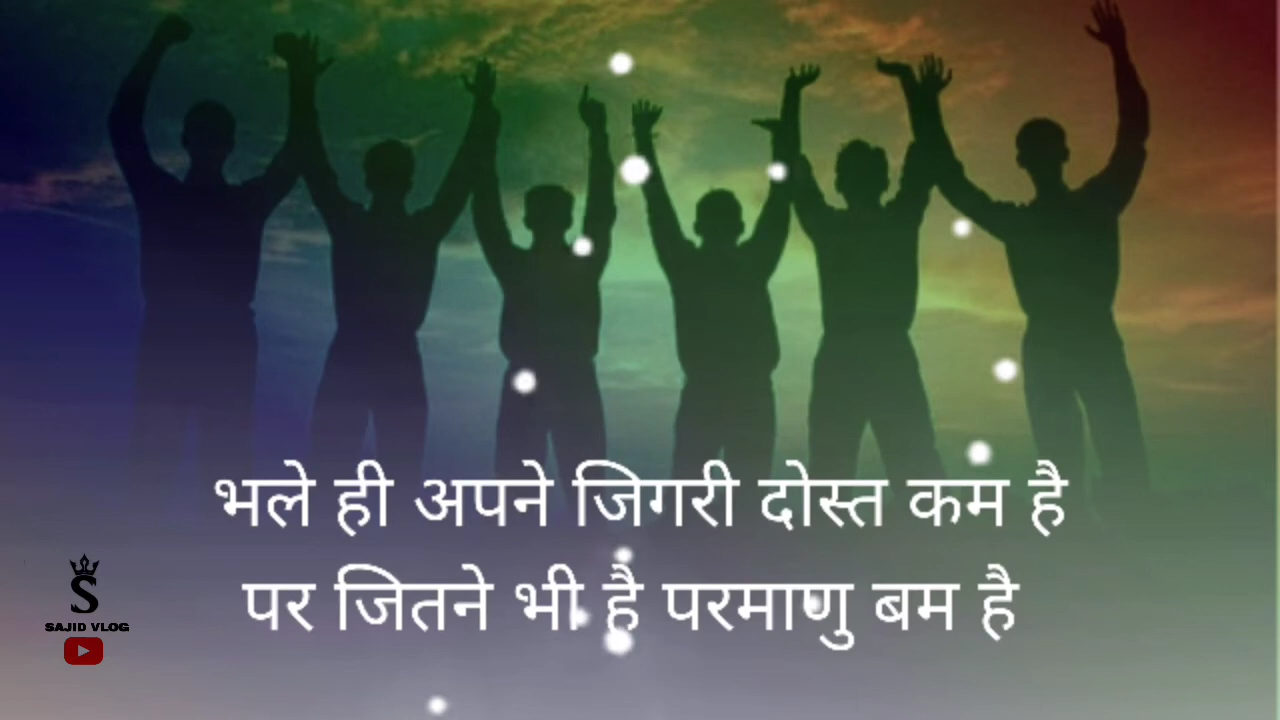 भले ही अपने जिगरी दोस्त कम है
पर जितने भी है परमाणु बम है
S
SAJID VLOG